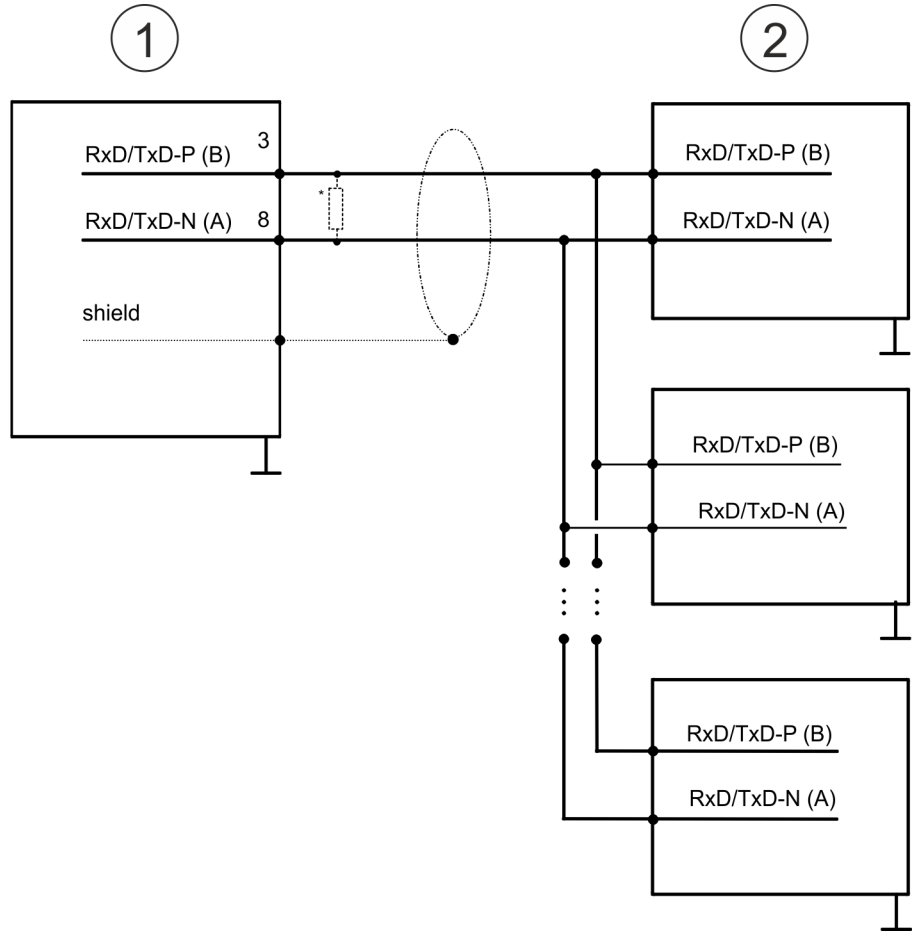 1
2
RxD/TxD-P (B)
3
RxD/TxD-N (A)
8
*
shield
RxD/TxD-P (B)
RxD/TxD-N (A)
RxD/TxD-P (B)
RxD/TxD-N (A)
RxD/TxD-P (B)
RxD/TxD-N (A)